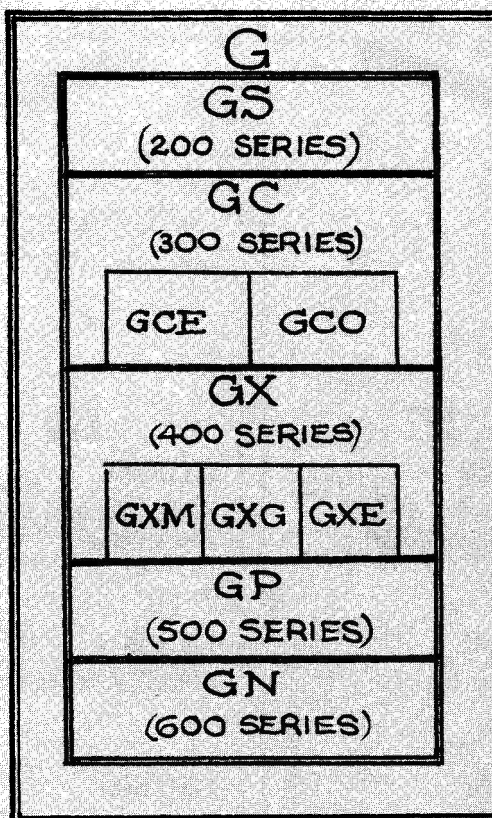 G
GS
(200 SERIES)
GC
(300 SERIES)
GCE GCO
GX
(400 SERIES)
GXM GXG GXE
GP
(500 SERIES)
GN
(600 SERIES)